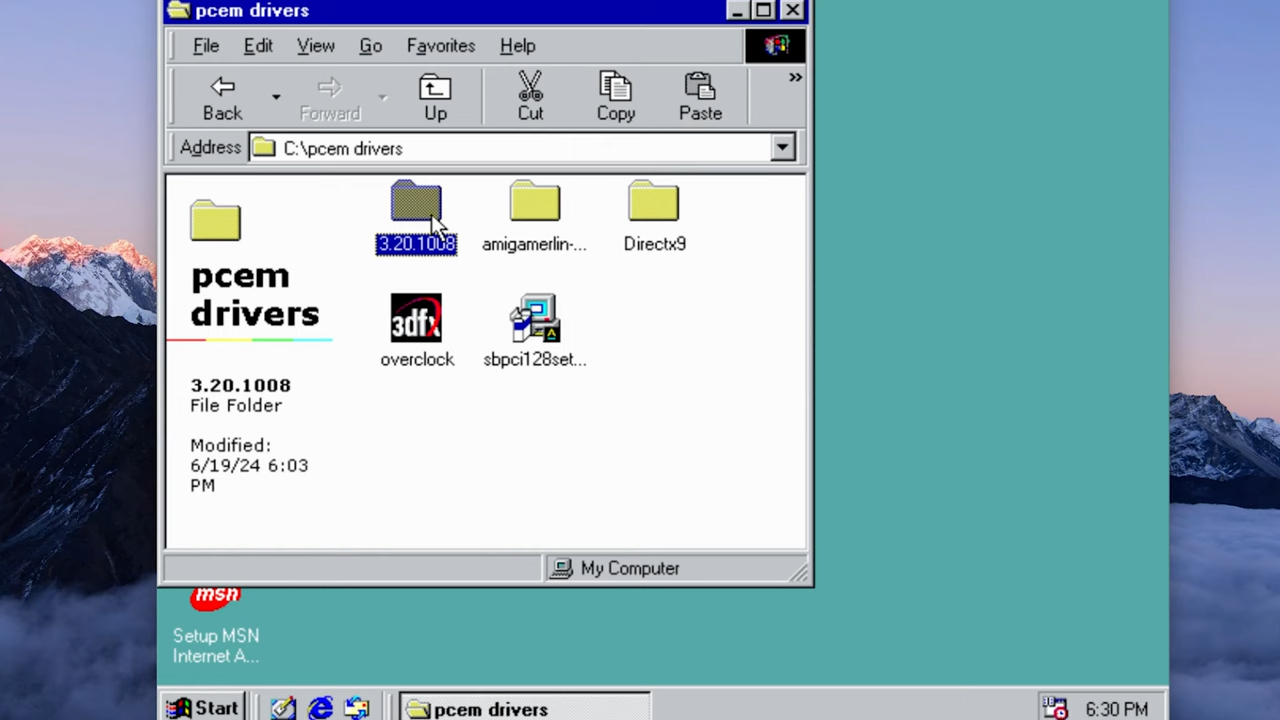 pcem drivers
File Edit View Go Favorites Help
Back Forward Up Cut Copy Paste »
Address C:\pcem drivers
3.20.1008 amigamerlin-... Directx9
pcem
drivers
3dfx
overclock sbpci128set...
3.20.1008
File Folder
Modified:
6/19/24 6:03
PM
My Computer
msn
Setup MSN
Internet A...
Start pcem drivers 6:30 PM